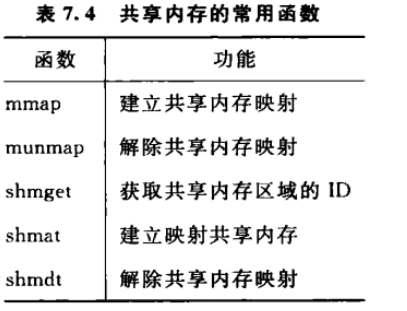 表 7.4 共享内存的常用函数
函数 功能
mmap 建立共享内存映射
munmap 解除共享内存映射
shmget 获取共享内存区域的 ID
shmat 建立映射共享内存
shmdt 解除共享内存映射